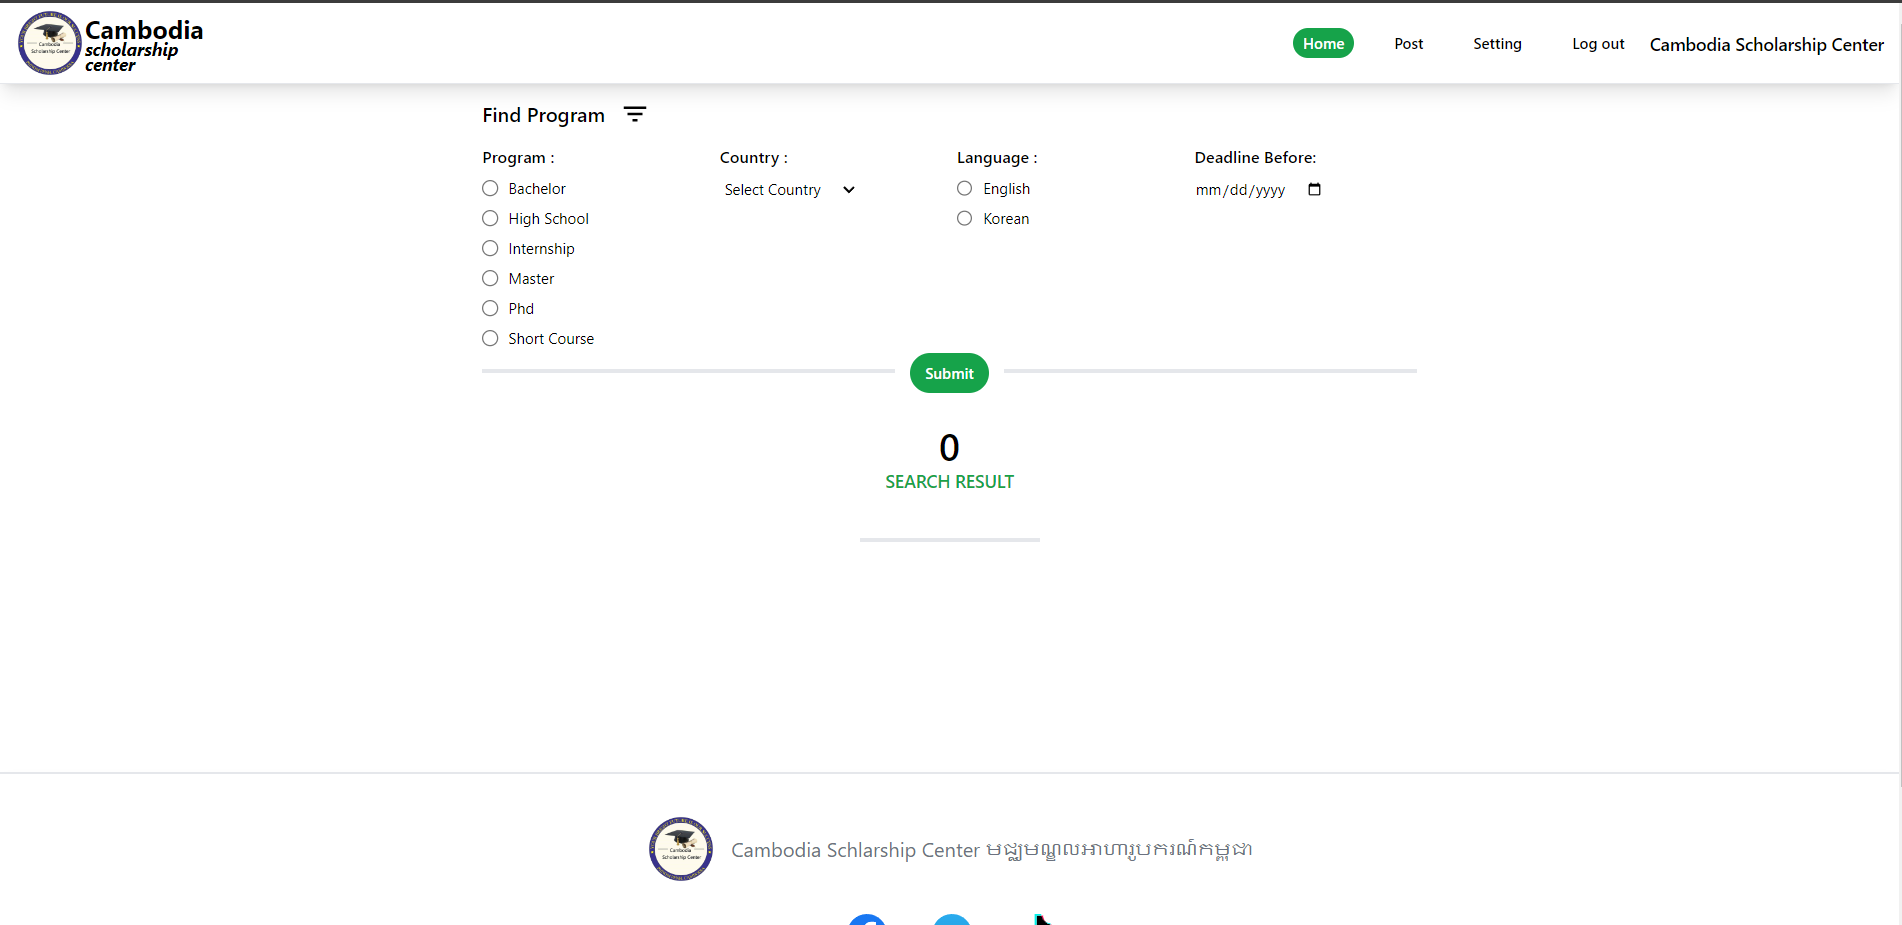 Cambodia
scholarship
center
Home Post Setting Log out Cambodia Scholarship Center
Find Program
Program : Country : Language : Deadline Before:
Bachelor Select Country English mm/dd/yyyy
High School Korean
Internship
Master
Phd
Short Course
Submit
0
SEARCH RESULT
Cambodia Scholarship Center
Cambodia Schlarship Center មជ្ឈមណ្ឌលអាហារូបករណ៍កម្ពុជា